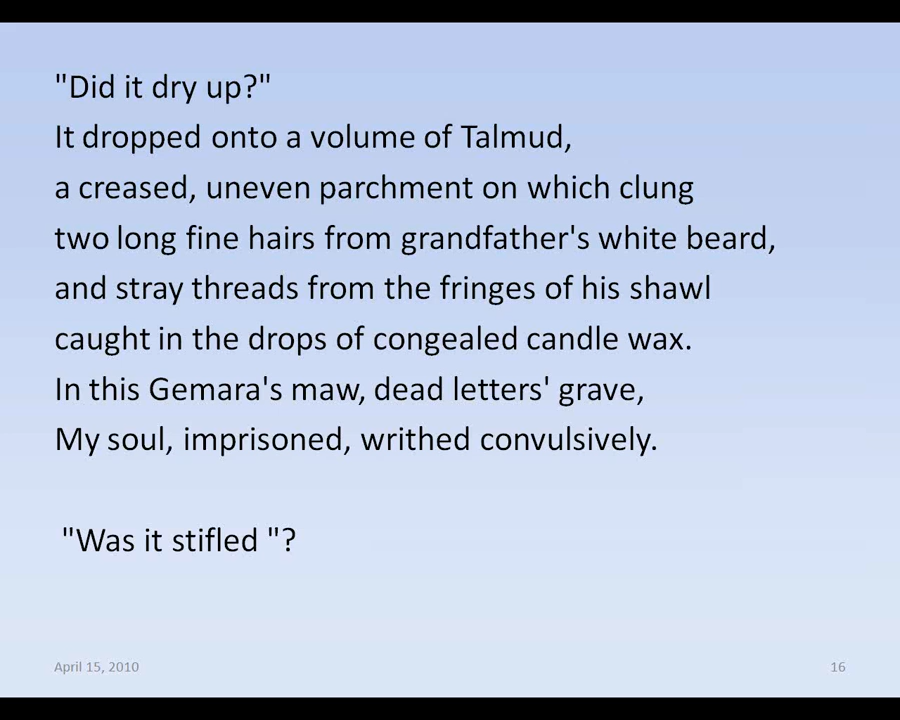 "Did it dry up?"
It dropped onto a volume of Talmud,
a creased, uneven parchment on which clung
two long fine hairs from grandfather's white beard,
and stray threads from the fringes of his shawl
caught in the drops of congealed candle wax.
In this Gemara's maw, dead letters' grave,
My soul, imprisoned, writhed convulsively.
"Was it stifled "?
April 15, 2010
16